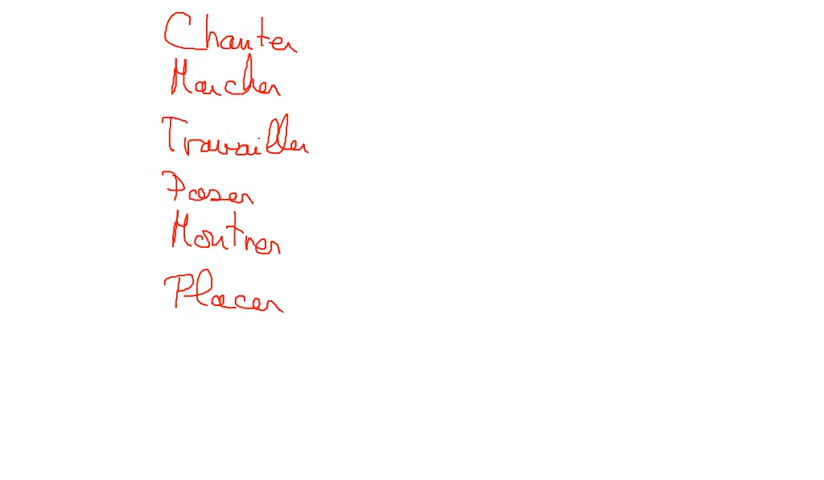 Chanter
Marcher
Travailler
Poser
Montrer
Placer